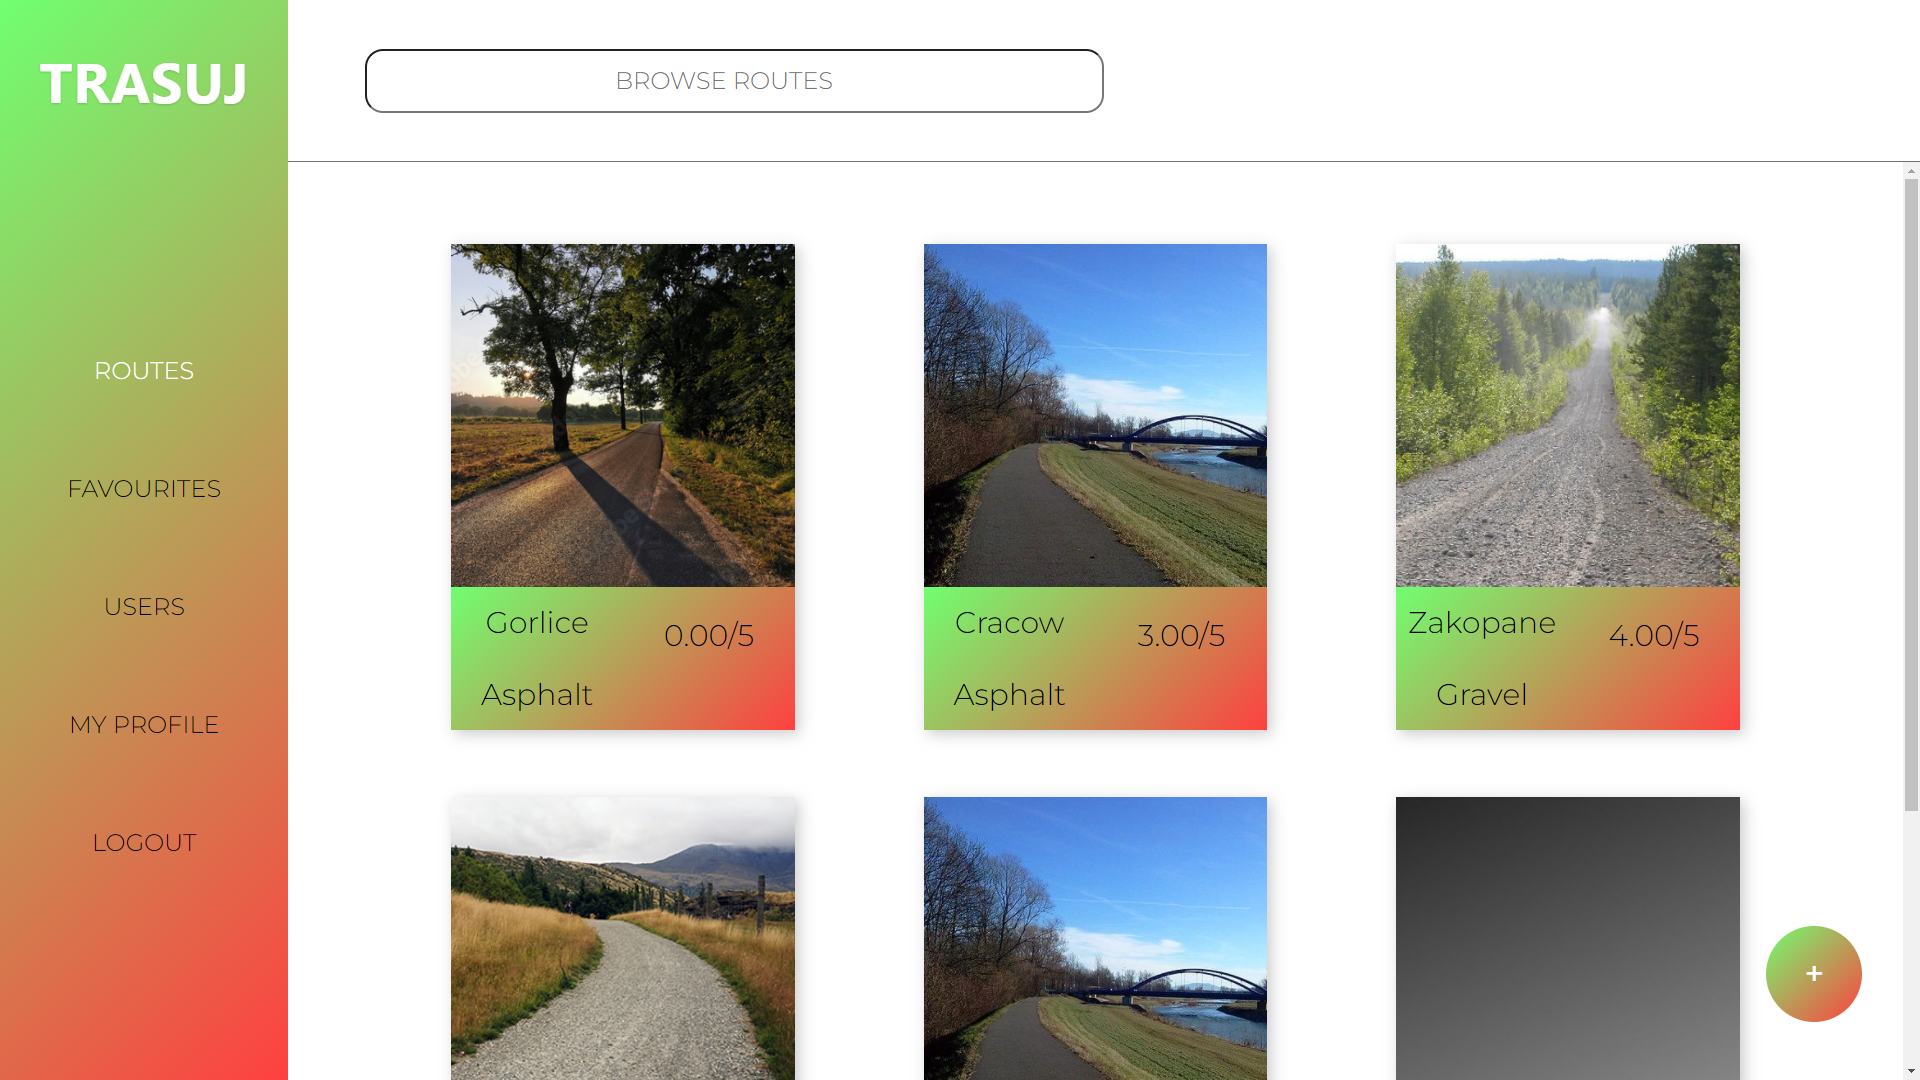 TRASUJ
BROWSE ROUTES
ROUTES
FAVOURITES
USERS
MY PROFILE
LOGOUT
Gorlice
0.00/5
Asphalt
Cracow
3.00/5
Asphalt
Zakopane
4.00/5
Gravel
+